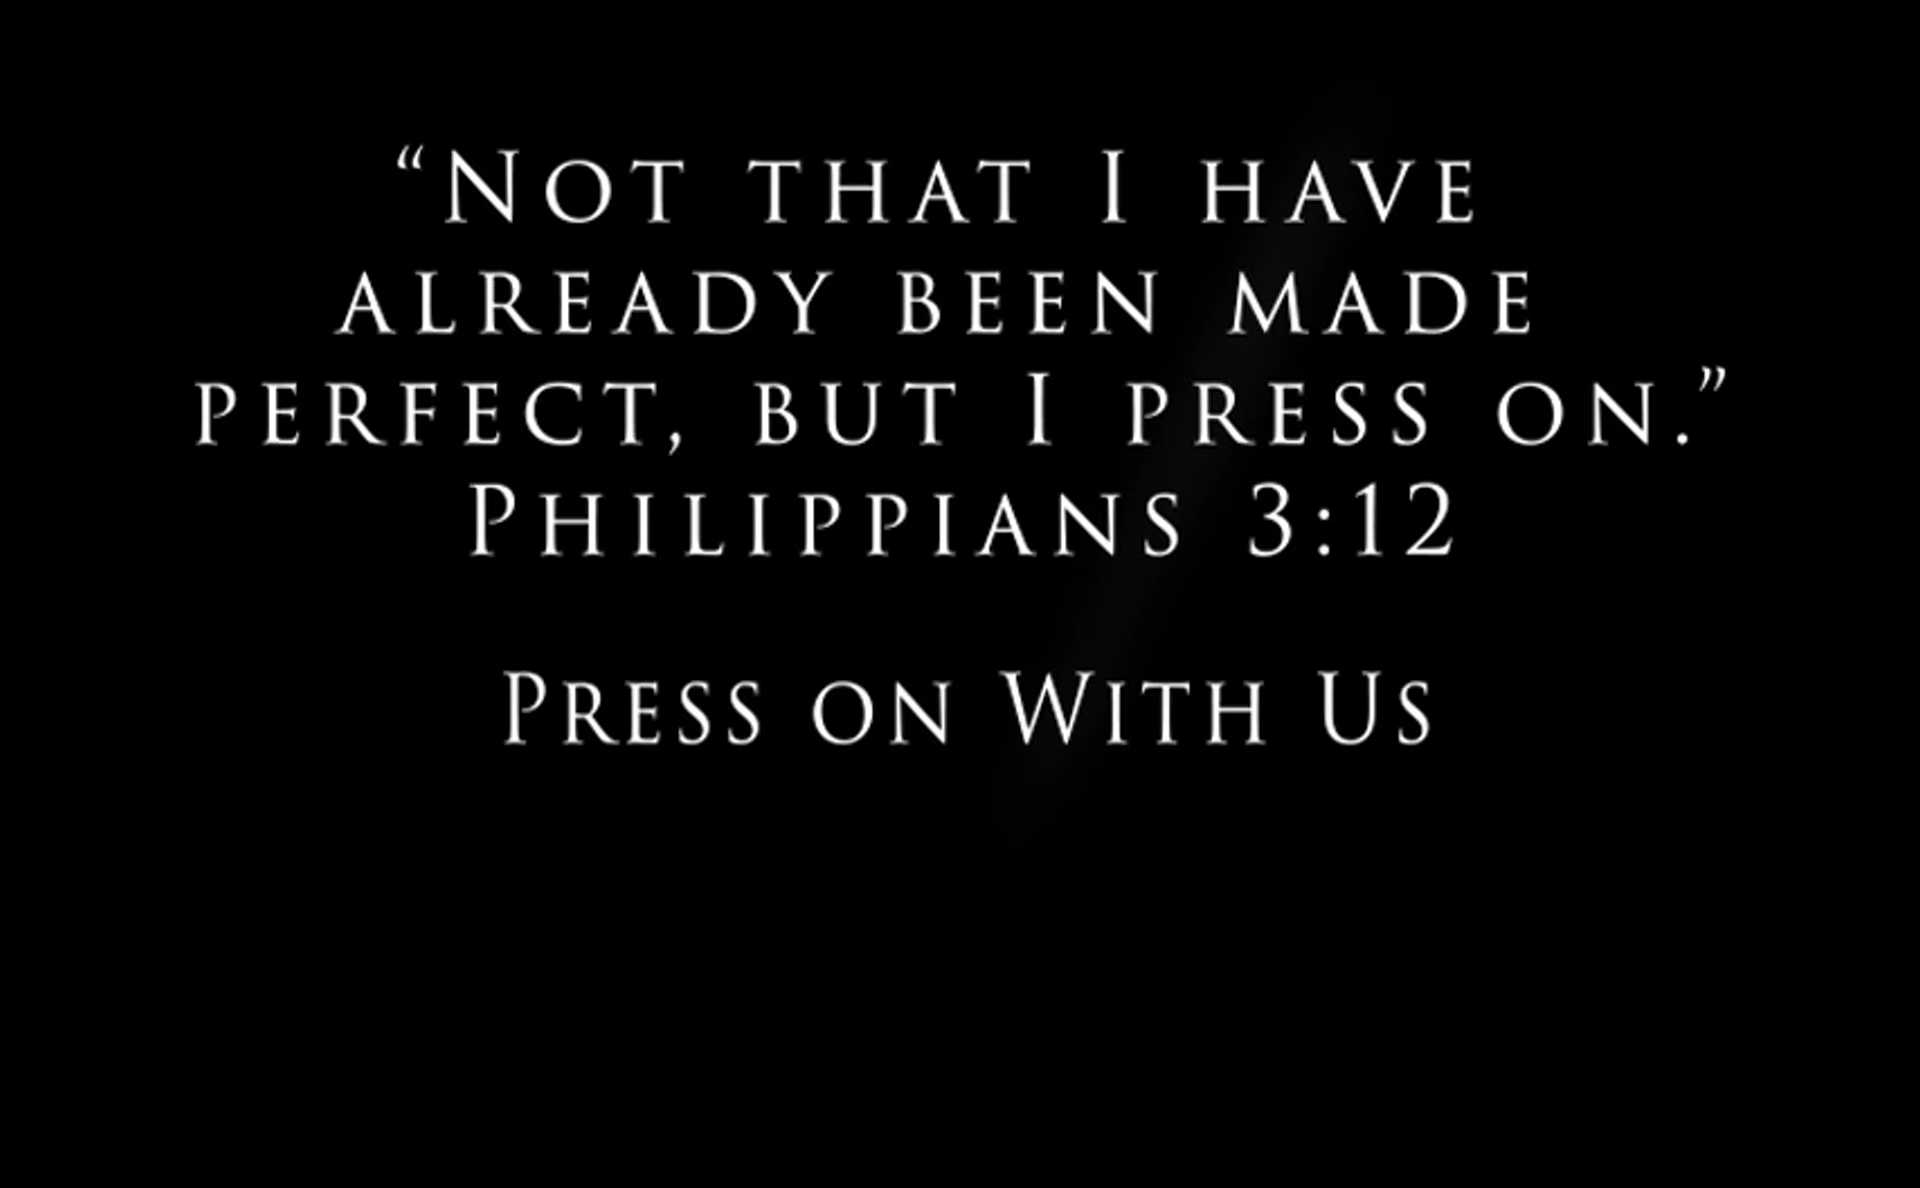 “Not that I have
already been made
perfect, but I press on.”
Philippians 3:12
Press on With Us